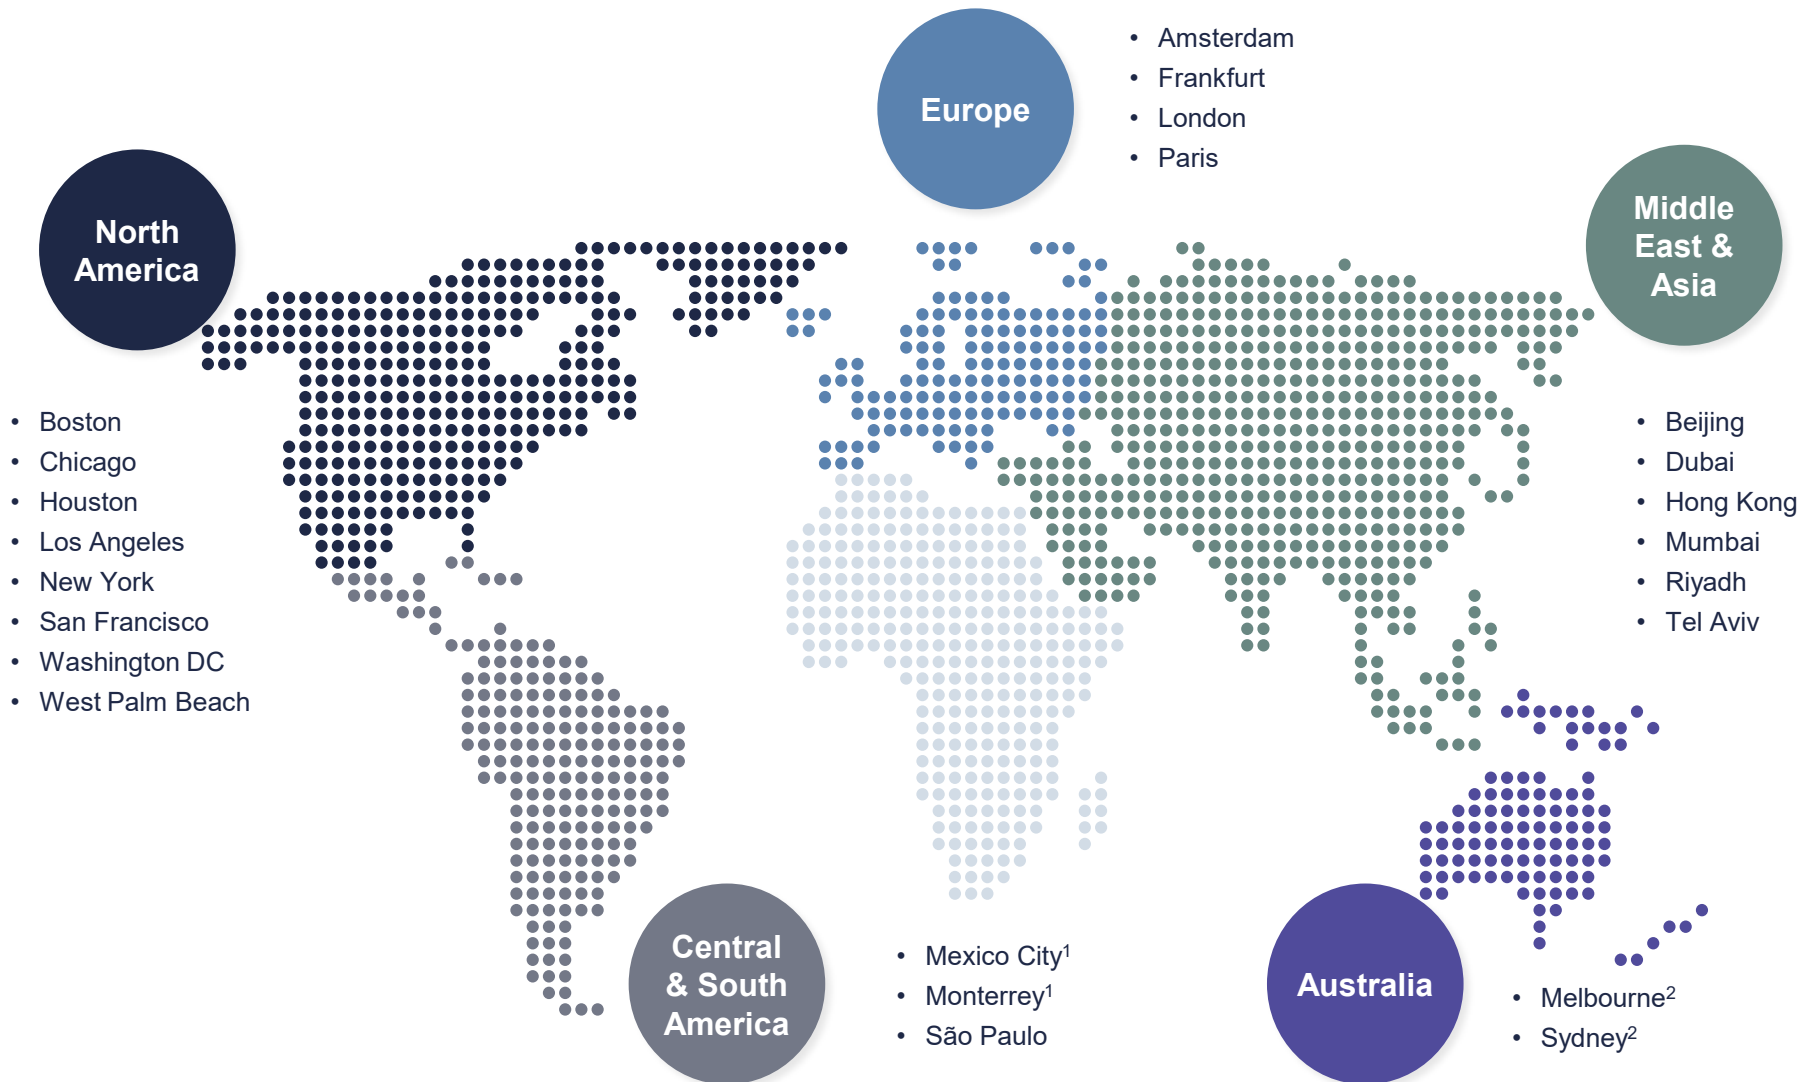 Europe
• Amsterdam
• Frankfurt
• London
• Paris
North
America
• Boston
• Chicago
• Houston
• Los Angeles
• New York
• San Francisco
• Washington DC
• West Palm Beach
Middle
East &
Asia
• Beijing
• Dubai
• Hong Kong
• Mumbai
• Riyadh
• Tel Aviv
Central
& South
America
• Mexico City¹
• Monterrey¹
• São Paulo
Australia
• Melbourne²
• Sydney²